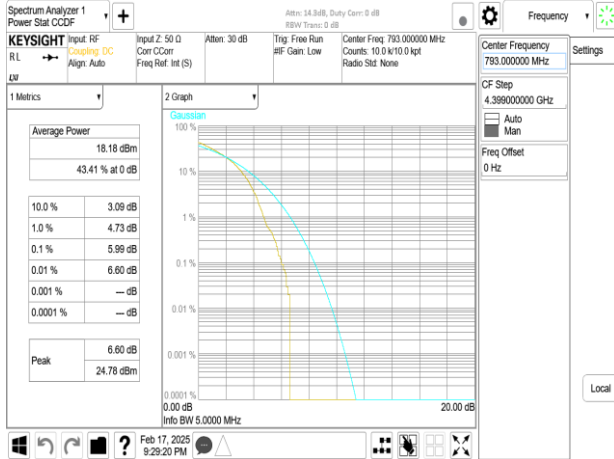 Spectrum Analyzer 1
Power Stat CCDF
+
Attn: 14.3dB, Duty Corr: 0 dB
RBW Trans: 0 dB
Frequency
KEYSIGHT
RL
Input: RF
Coupling: DC
Align: Auto
Input Z: 50 Ω
Corr CCorr
Freq Ref: Int (S)
Atten: 30 dB
Trig: Free Run
#IF Gain: Low
Center Freq: 793.000000 MHz
Counts: 10.0 k/10.0 kpt
Radio Std: None
Center Frequency
793.000000 MHz
Settings
CF Step
4.399000000 GHz
Auto
Man
Freq Offset
0 Hz
Local
1 Metrics
Average Power
18.18 dBm
43.41 % at 0 dB
10.0 % 3.09 dB
1.0 % 4.73 dB
0.1 % 5.99 dB
0.01 % 6.60 dB
0.001 % --- dB
0.0001 % --- dB
Peak
6.60 dB
24.78 dBm
2 Graph
Gaussian
100 %
10 %
1 %
0.1 %
0.01 %
0.001 %
0.0001 %
0.00 dB 20.00 dB
Info BW 5.0000 MHz
?
Feb 17, 2025
9:29:20 PM